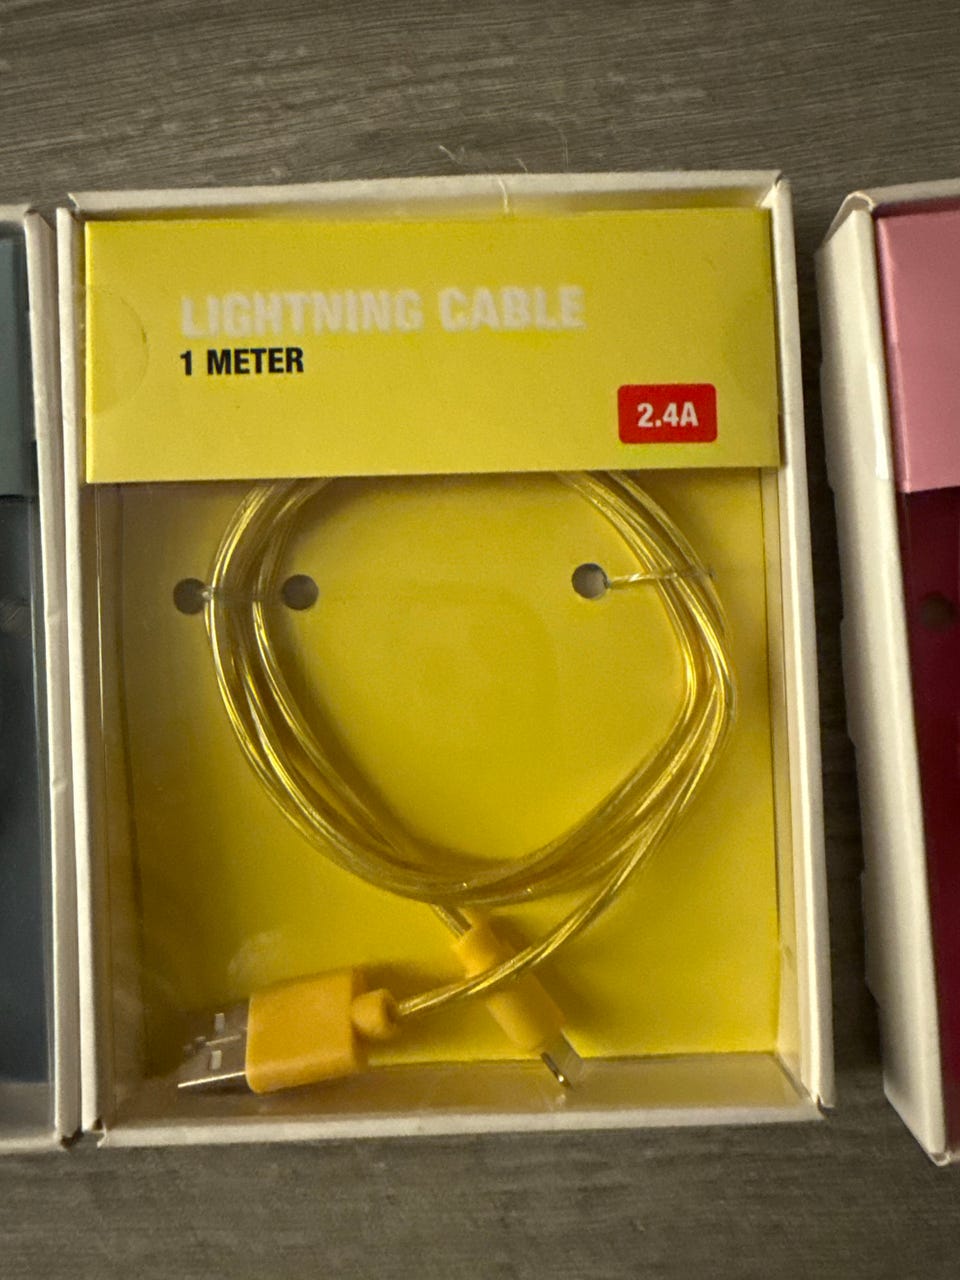 LIGHTNING CABLE
1 METER
2.4A